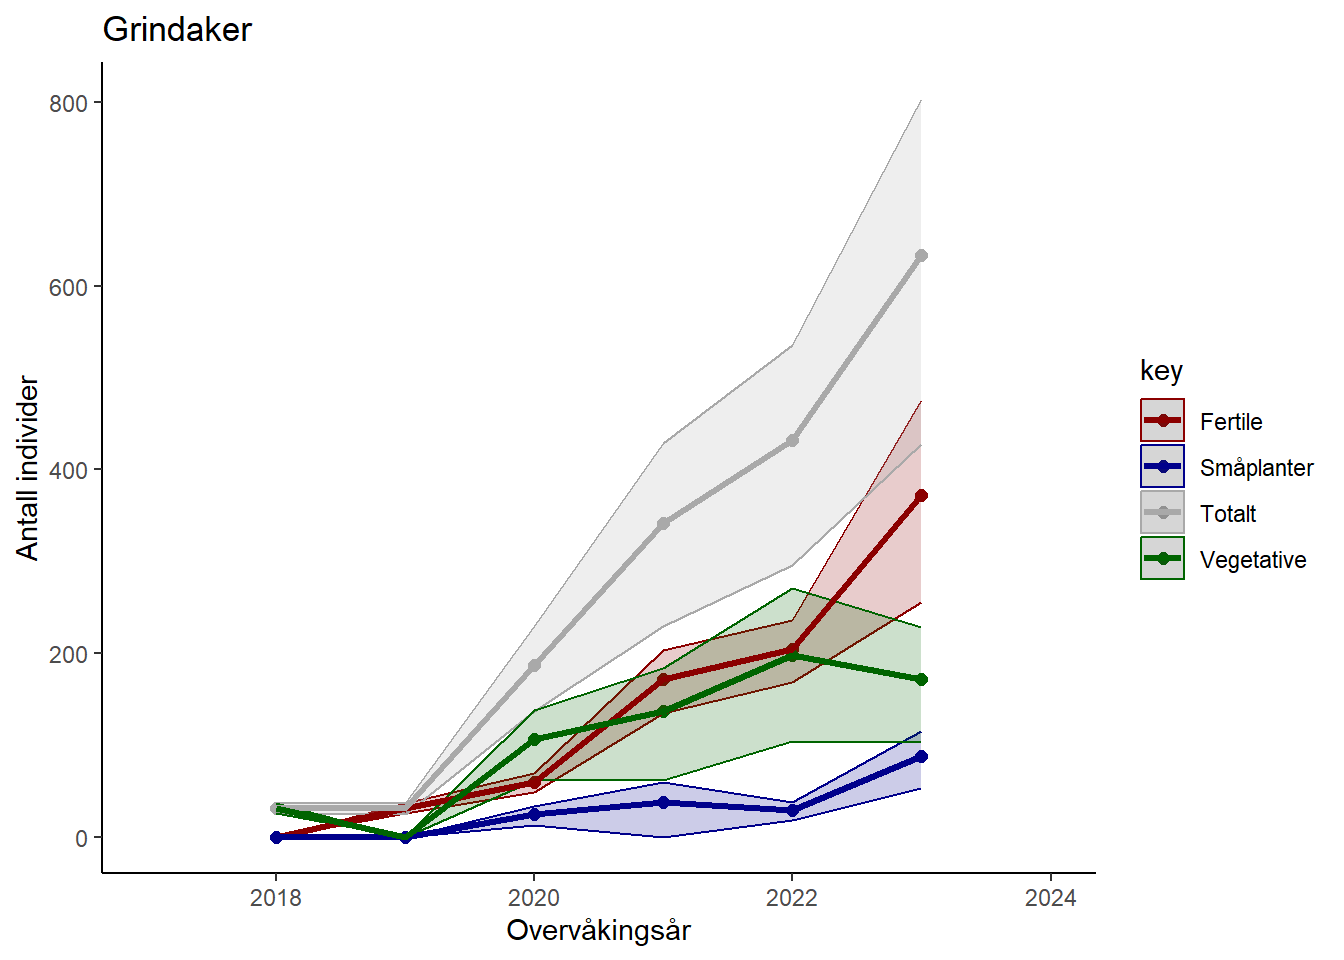 Grindaker
800
600
400
200
0
Antall individer
2018 2020 2022 2024
Overvåkingsår
key
Fertile
Småplanter
Totalt
Vegetative